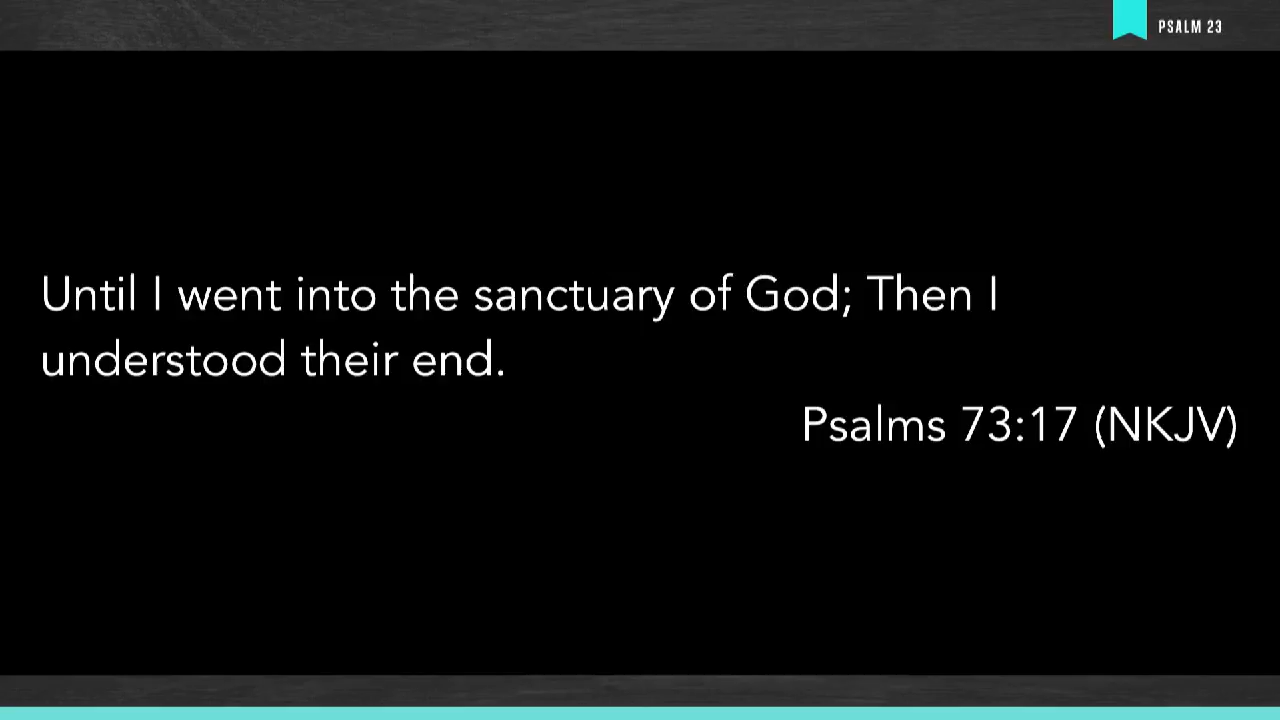 PSALM 23
Until I went into the sanctuary of God; Then I
understood their end.
Psalms 73:17 (NKJV)